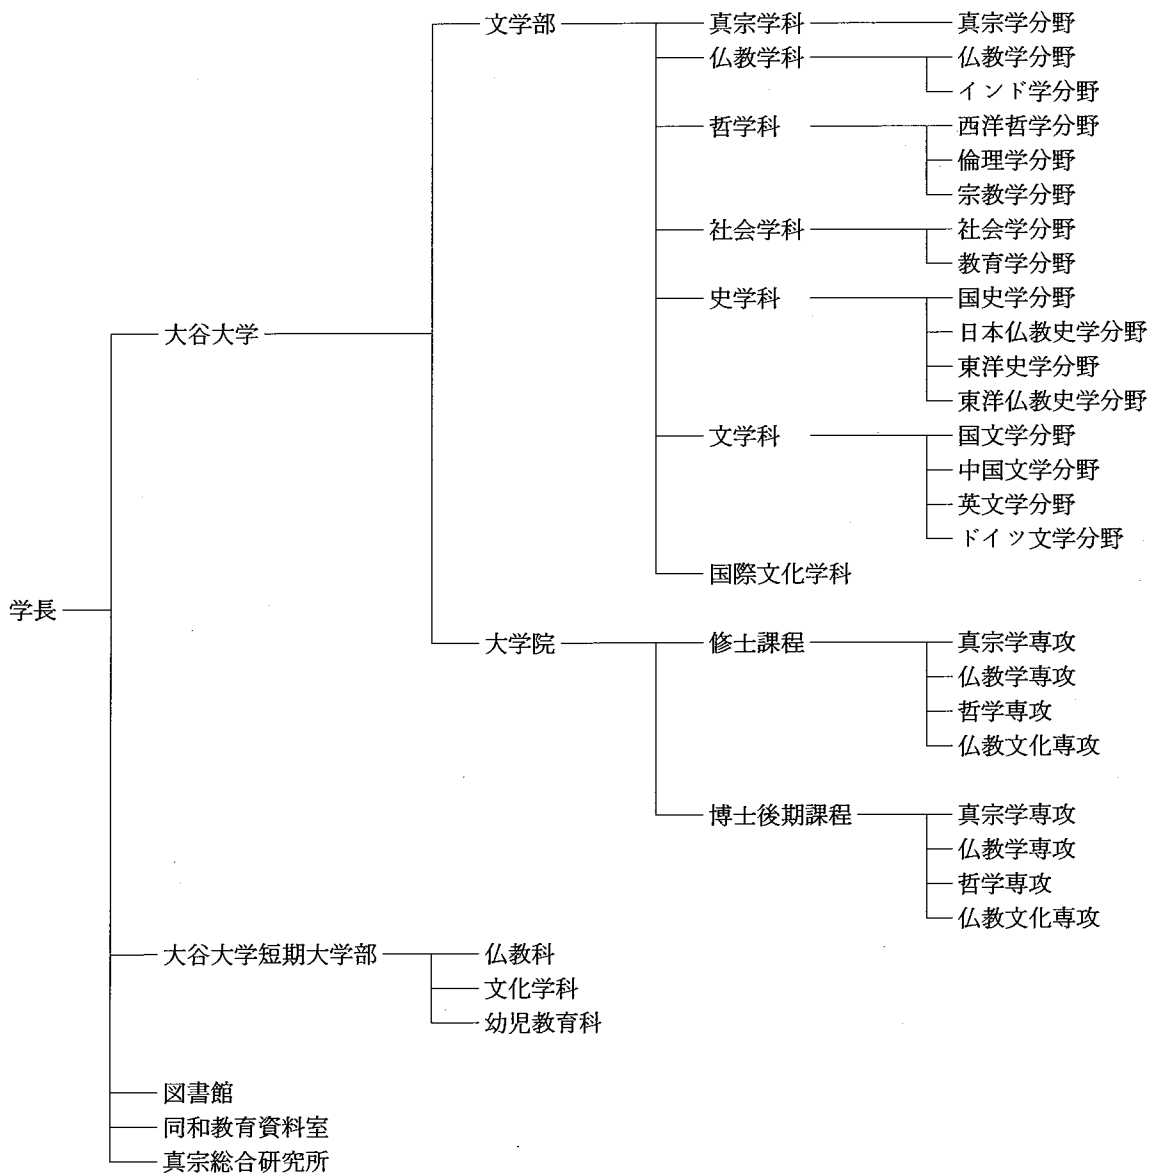 文学部
真宗学科
真宗学分野
仏教学科
仏教学分野
インド学分野
哲学科
西洋哲学分野
倫理学分野
宗教学分野
社会学科
社会学分野
教育学分野
史学科
国史学分野
大谷大学
日本仏教史学分野
東洋史学分野
東洋仏教史学分野
文学科
国文学分野
中国文学分野
英文学分野
ドイツ文学分野
国際文化学科
学長
大学院
修士課程
真宗学専攻
仏教学専攻
哲学専攻
仏教文化専攻
博士後期課程
真宗学専攻
仏教学専攻
哲学専攻
仏教文化専攻
大谷大学短期大学部
仏教科
文化学科
幼児教育科
図書館
同和教育資料室
真宗総合研究所